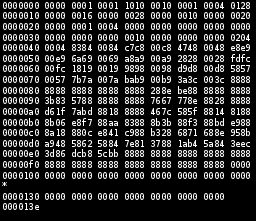 0000000 0000 0001 0001 1010 0010 0001 0004 0128
0000010 0000 0016 0000 0028 0000 0010 0000 0020
0000020 0000 0001 0004 0000 0000 0000 0000 0000
0000030 0000 0000 0000 0010 0000 0000 0000 0204
0000040 0004 8384 0084 c7c8 00c8 4748 0048 e8e9
0000050 00e9 6a69 0069 a8a9 00a9 2828 0028 fdfc
0000060 00fc 1819 0019 9898 0098 d9d8 00d8 5857
0000070 0057 7b7a 007a bab9 00b9 3a3c 003c 8888
0000080 8888 8888 8888 8888 288e be88 8888 8888
0000090 3b83 5788 8888 8888 7667 778e 8828 8888
00000a0 d61f 7abd 8818 8888 467c 585f 8814 8188
00000b0 8b06 e8f7 88aa 8388 8b3b 88f3 88bd e988
00000c0 8a18 880c e841 c988 b328 6871 688e 958b
00000d0 a948 5862 5884 7e81 3788 1ab4 5a84 3eec
00000e0 3d86 dcb8 5cbb 8888 8888 8888 8888 8888
00000f0 8888 8888 8888 8888 8888 8888 8888 0000
0000100 0000 0000 0000 0000 0000 0000 0000 0000
*
0000130 0000 0000 0000 0000 0000 0000 0000
000013e